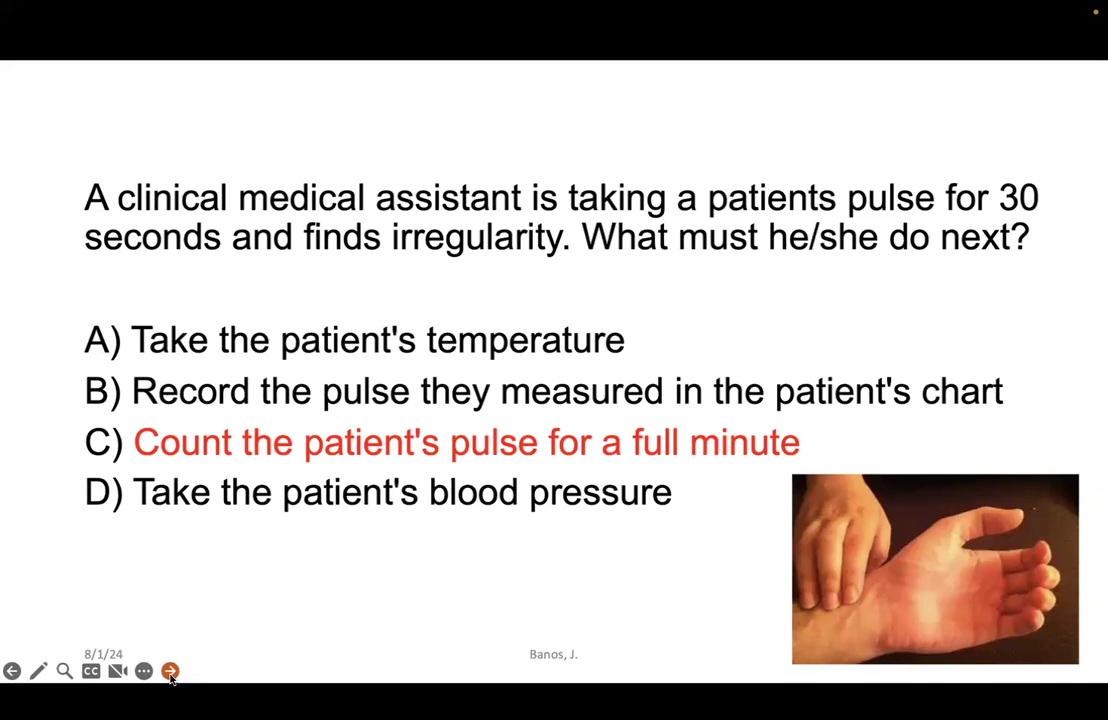 A clinical medical assistant is taking a patients pulse for 30
seconds and finds irregularity. What must he/she do next?
A) Take the patient's temperature
B) Record the pulse they measured in the patient's chart
C) Count the patient's pulse for a full minute
D) Take the patient's blood pressure
8/1/24
Banos, J.
CC